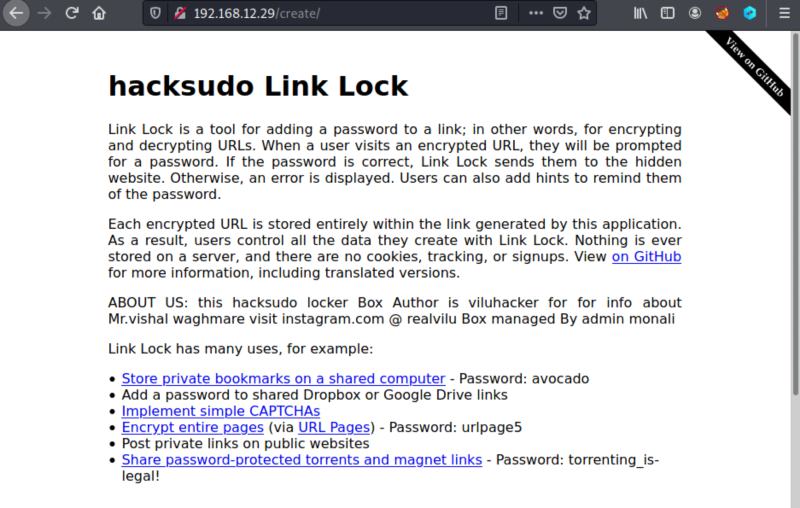 192.168.12.29/create/
View on GitHub
hacksudo Link Lock
Link Lock is a tool for adding a password to a link; in other words, for encrypting
and decrypting URLs. When a user visits an encrypted URL, they will be prompted
for a password. If the password is correct, Link Lock sends them to the hidden
website. Otherwise, an error is displayed. Users can also add hints to remind them
of the password.
Each encrypted URL is stored entirely within the link generated by this application.
As a result, users control all the data they create with Link Lock. Nothing is ever
stored on a server, and there are no cookies, tracking, or signups. View on GitHub
for more information, including translated versions.
ABOUT US: this hacksudo locker Box Author is viluhacker for for info about
Mr.vishal waghmare visit instagram.com @ realvilu Box managed By admin monali
Link Lock has many uses, for example:
• Store private bookmarks on a shared computer - Password: avocado
• Add a password to shared Dropbox or Google Drive links
• Implement simple CAPTCHAs
• Encrypt entire pages (via URL Pages) - Password: urlpage5
• Post private links on public websites
• Share password-protected torrents and magnet links - Password: torrenting_is-
legal!